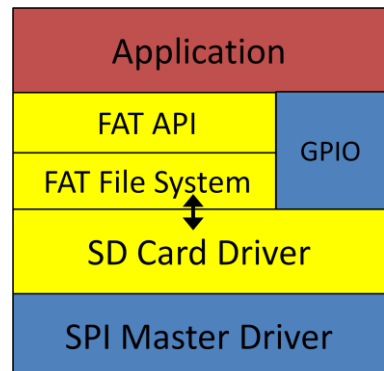 Application
FAT API
GPIO
FAT File System
SD Card Driver
SPI Master Driver